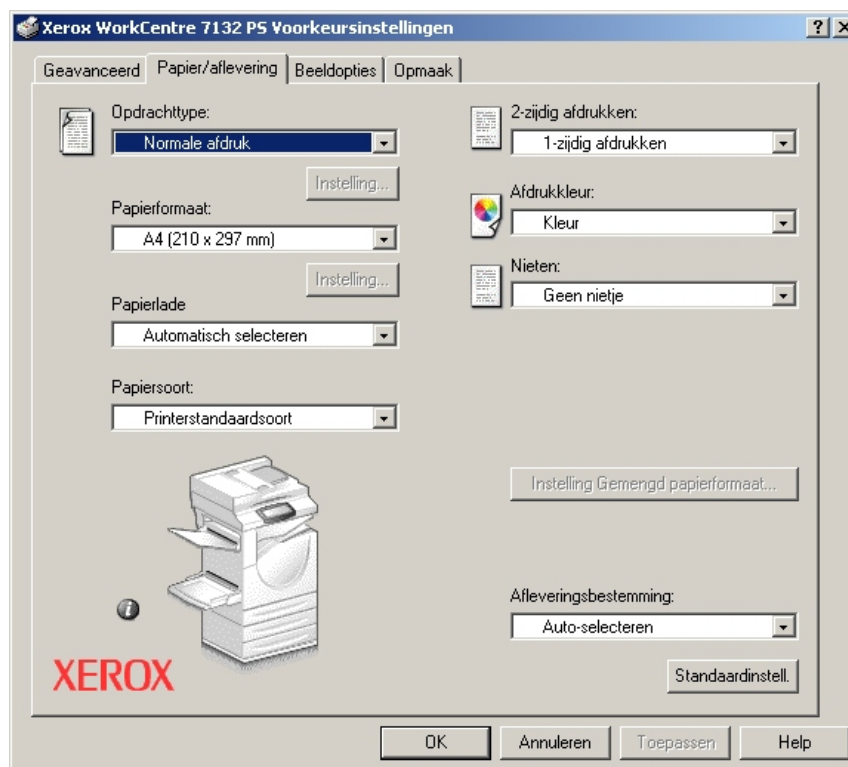 Xerox WorkCentre 7132 PS Voorkeursinstellingen
Geavanceerd
Papier/aflevering
Beeldopties
Opmaak
Opdrachttype:
Normale afdruk
Instelling...
Papierformaat:
A4 (210 x 297 mm)
Instelling...
Papierlade
Automatisch selecteren
Papiersoort:
Printerstandaardsoort
XEROX
2-zijdig afdrukken:
1-zijdig afdrukken
Afdrukkleur:
Kleur
Nieten:
Geen nietje
Instelling Gemengd papierformaat...
Afleveringsbestemming:
Auto-selecteren
Standaardinstell.
OK
Annuleren
Toepassen
Help